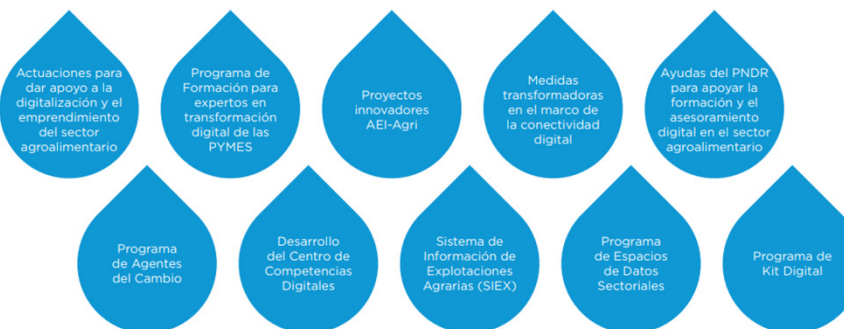 Actuaciones para
dar apoyo a la
digitalización y el
emprendimiento
del sector
agroalimentario
Programa de
Formación para
expertos en
transformación
digital de las
PYMES
Proyectos
innovadores
AEI-Agri
Medidas
transformadoras
en el marco de
la conectividad
digital
Ayudas del PNDR
para apoyar la
formación y el
asesoramiento
digital en el sector
agroalimentario
Programa
de Agentes
del Cambio
Desarrollo
del Centro de
Competencias
Digitales
Sistema de
Información de
Explotaciones
Agrarias (SIEX)
Programa
de Espacios
de Datos
Sectoriales
Programa de
Kit Digital